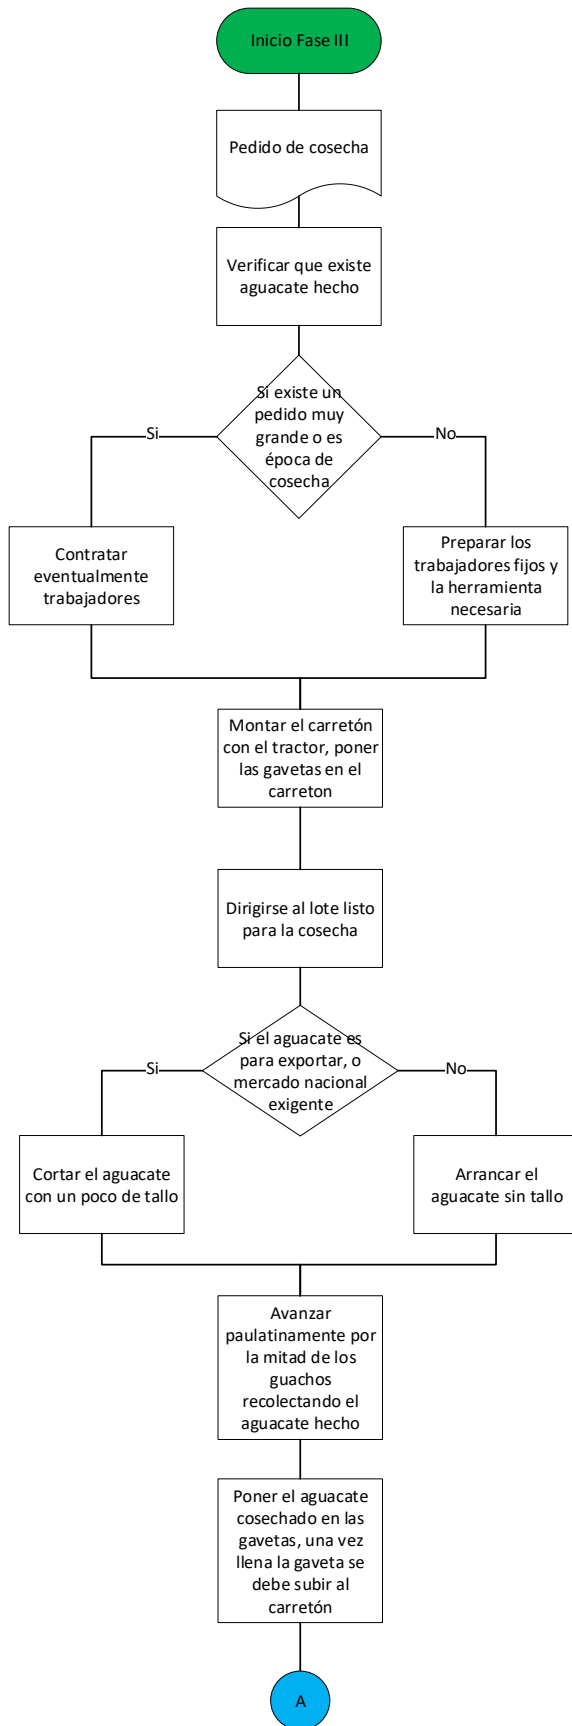 Inicio Fase III
Pedido de cosecha
Verificar que existe
aguacate hecho
Si existe un
pedido muy
grande o es
época de
cosecha
Si
No
Contratar
eventualmente
trabajadores
Preparar los
trabajadores fijos y
la herramienta
necesaria
Montar el carretón
con el tractor, poner
las gavetas en el
carreton
Dirigirse al lote listo
para la cosecha
Si el aguacate es
para exportar, o
mercado nacional
exigente
Si
No
Cortar el aguacate
con un poco de tallo
Arrancar el
aguacate sin tallo
Avanzar
paulatinamente por
la mitad de los
guachos
recolectando el
aguacate hecho
Poner el aguacate
cosechado en las
gavetas, una vez
llena la gaveta se
debe subir al
carretón
A